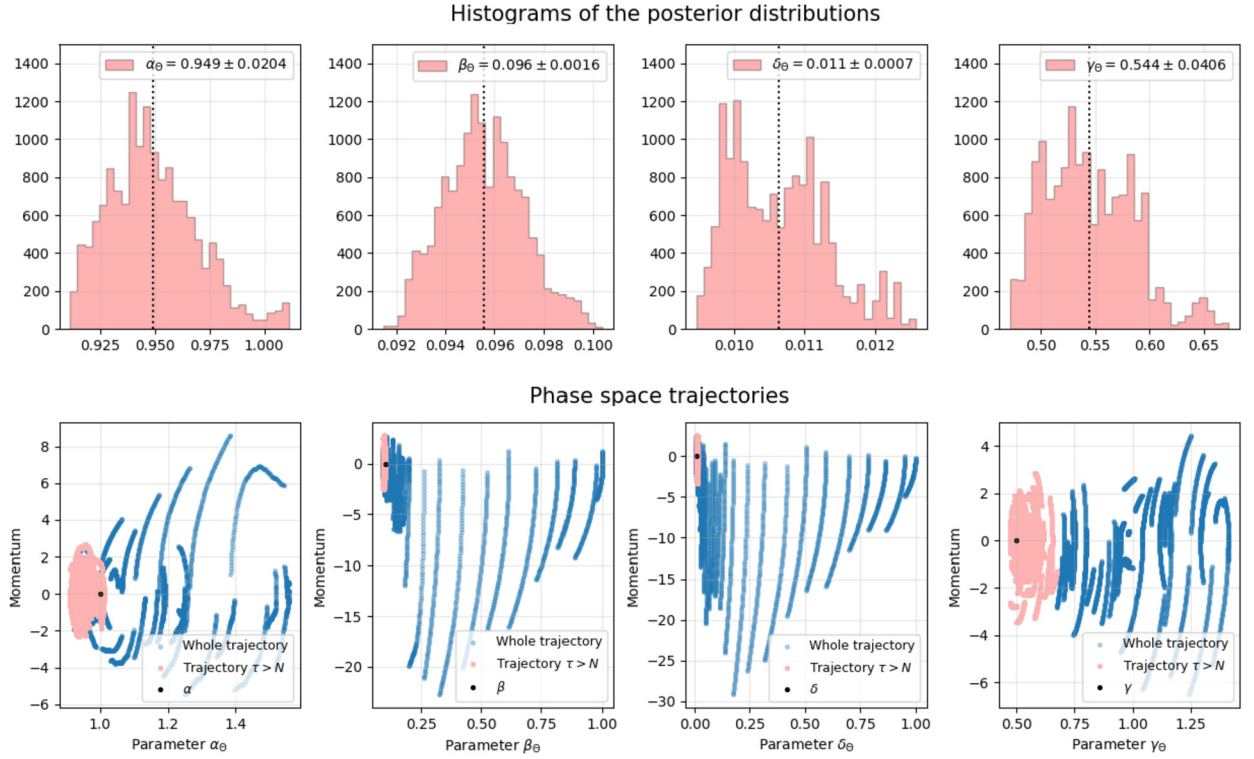 Histograms of the posterior distributions
α_Θ = 0.949 ± 0.0204
β_Θ = 0.096 ± 0.0016
δ_Θ = 0.011 ± 0.0007
γ_Θ = 0.544 ± 0.0406
1400 1200 1000 800 600 400 200 0
1400 1200 1000 800 600 400 200 0
1400 1200 1000 800 600 400 200 0
1400 1200 1000 800 600 400 200 0
0.925 0.950 0.975 1.000
0.092 0.094 0.096 0.098 0.100
0.010 0.011 0.012
0.50 0.55 0.60 0.65
Phase space trajectories
Momentum
8 6 4 2 0 −2 −4 −6
Whole trajectory
Trajectory τ > N
α
1.0 1.2 1.4
Parameter α_Θ
Momentum
0 −5 −10 −15 −20
Whole trajectory
Trajectory τ > N
β
0.25 0.50 0.75 1.00
Parameter β_Θ
Momentum
0 −5 −10 −15 −20 −25 −30
Whole trajectory
Trajectory τ > N
δ
0.00 0.25 0.50 0.75 1.00
Parameter δ_Θ
Momentum
4 2 0 −2 −4 −6
Whole trajectory
Trajectory τ > N
γ
0.50 0.75 1.00 1.25
Parameter γ_Θ